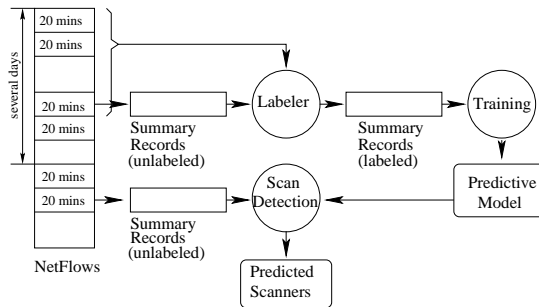 20 mins
20 mins
20 mins
20 mins
20 mins
20 mins
several days
NetFlows
Summary
Records
(unlabeled)
Labeler
Summary
Records
(labeled)
Training
Predictive
Model
Summary
Records
(unlabeled)
Scan
Detection
Predicted
Scanners